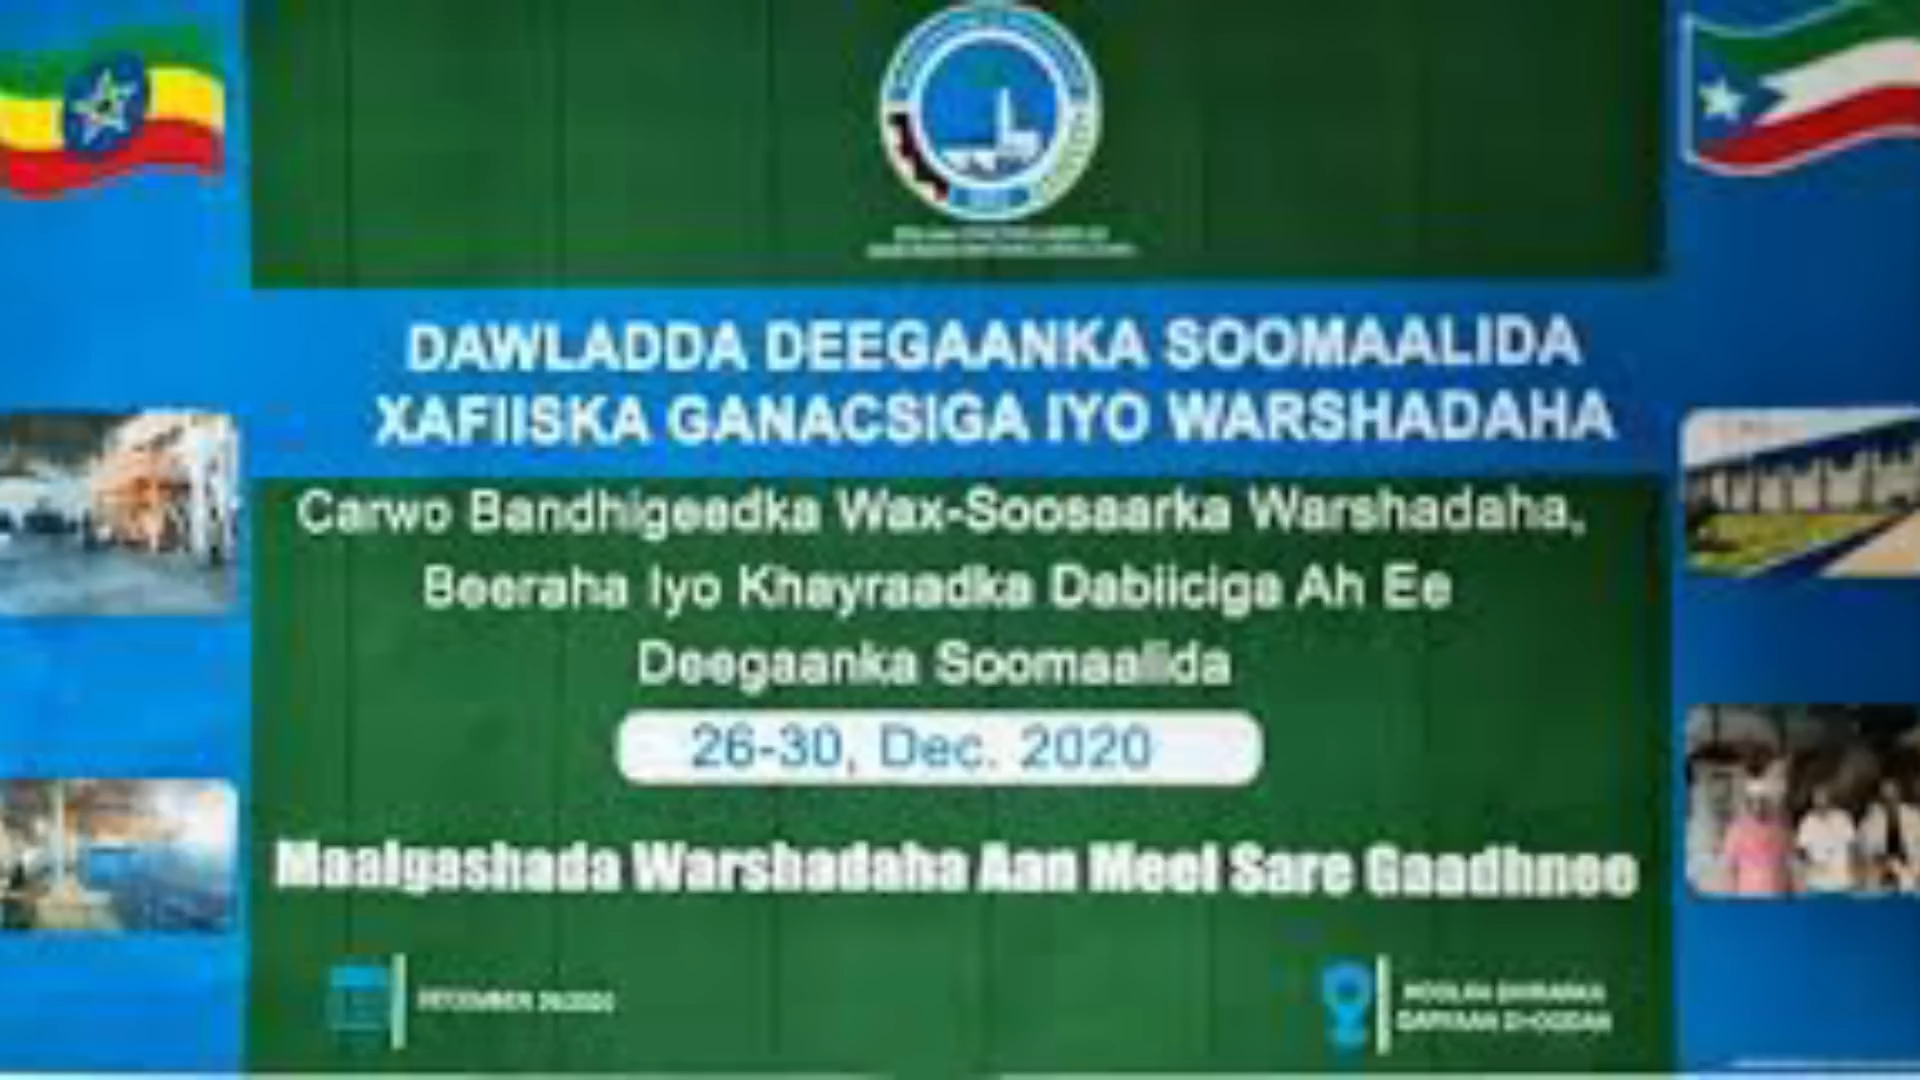 DAWLADDA DEEGAANKA SOOMAALIDA
XAFIISKA GANACSIGA IYO WARSHADAHA
Carwo Bandhigeedka Wax-Soosaarka Warshadaha,
Beeraha Iyo Khayraadka Dabiiciga Ah Ee
Deegaanka Soomaalida
26-30, Dec. 2020
Maalgashada Warshadaha Aan Meel Sare Gaadhnee
DECEMBER